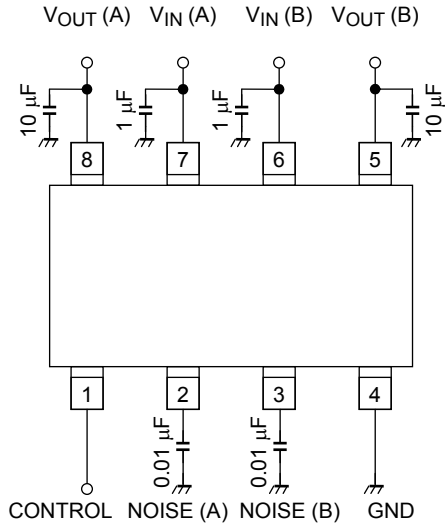 VOUT (A) VIN (A) VIN (B) VOUT (B)
10 μF 1 μF 1 μF 10 μF
8 7 6 5
1 2 3 4
0.01 μF 0.01 μF
CONTROL NOISE (A) NOISE (B) GND